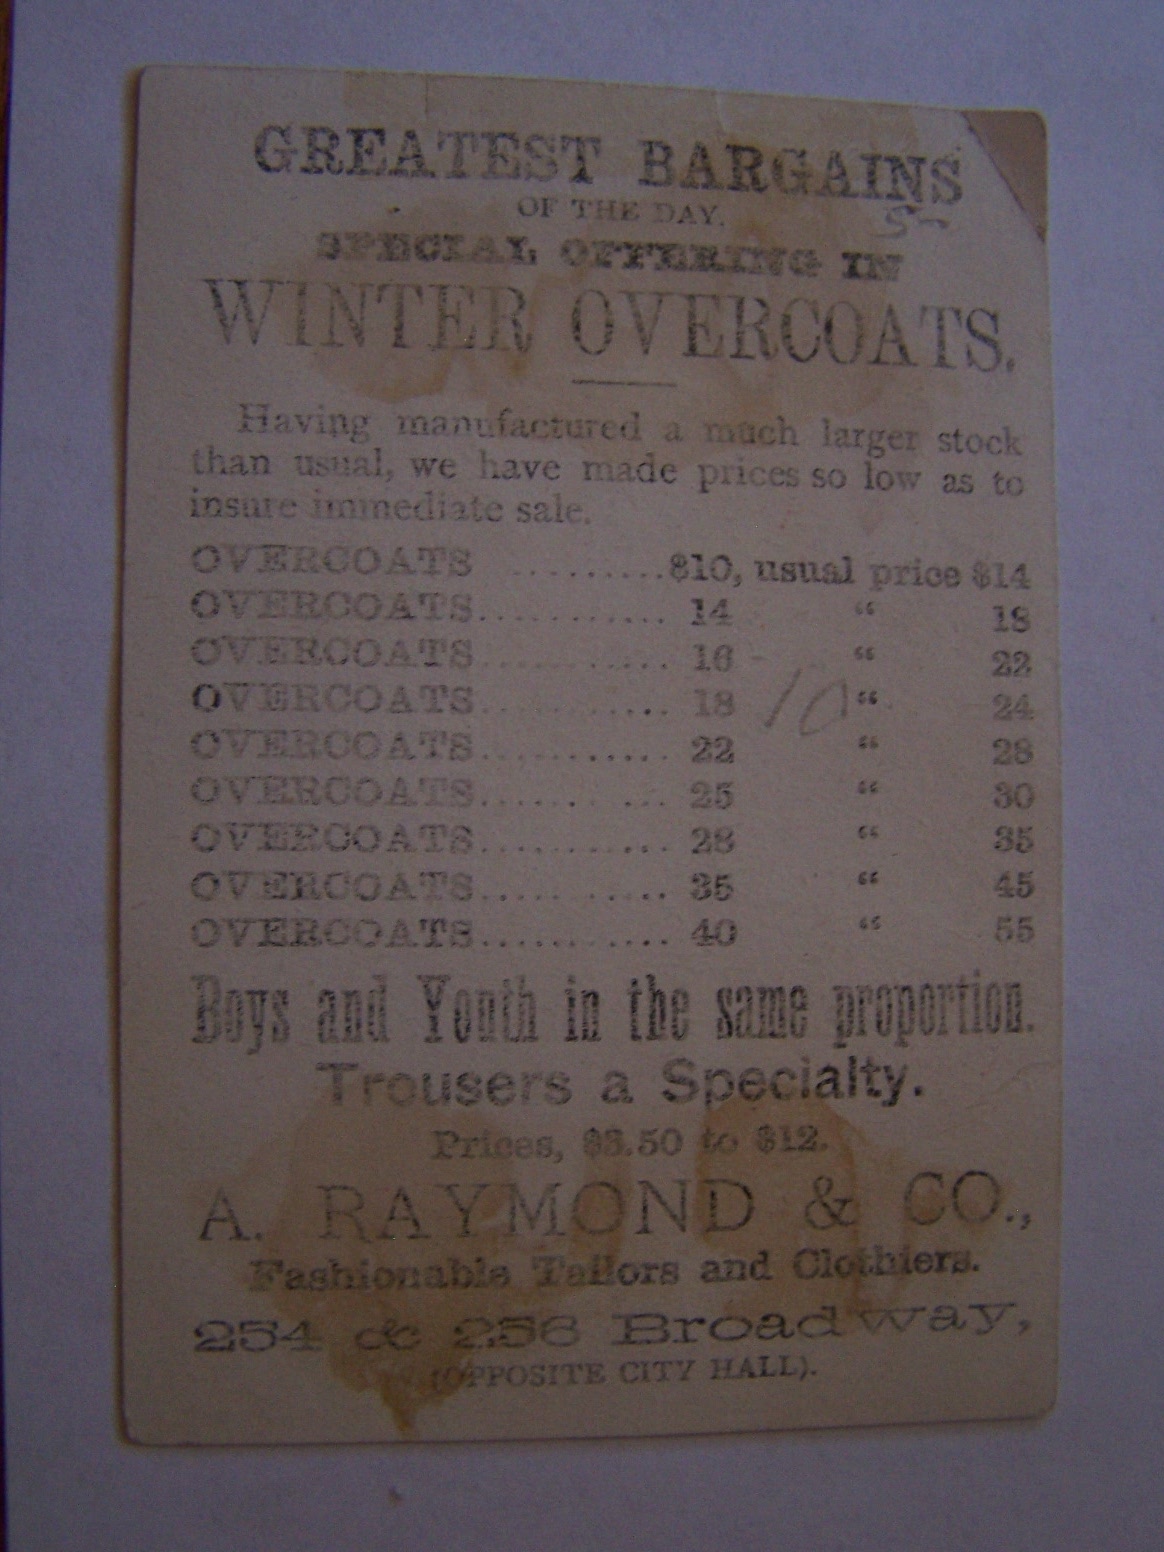 GREATEST BARGAINS
OF THE DAY.
5-
SPECIAL OFFERING IN
WINTER OVERCOATS.
Having manufactured a much larger stock
than usual, we have made prices so low as to
insure immediate sale.
OVERCOATS ..........$10, usual price $14
OVERCOATS............ 14 " 18
OVERCOATS............ 16 " 22
OVERCOATS............ 18 10 " 24
OVERCOATS............ 22 " 28
OVERCOATS....... ... 25 " 30
OVERCOATS............ 28 " 35
OVERCOATS............ 35 " 45
OVERCOATS............ 40 " 55
Boys and Youth in the same proportion.
Trousers a Specialty.
Prices, $3.50 to $12.
A. RAYMOND & CO.,
Fashionable Tailors and Clothiers.
254 & 256 Broadway,
(OPPOSITE CITY HALL).